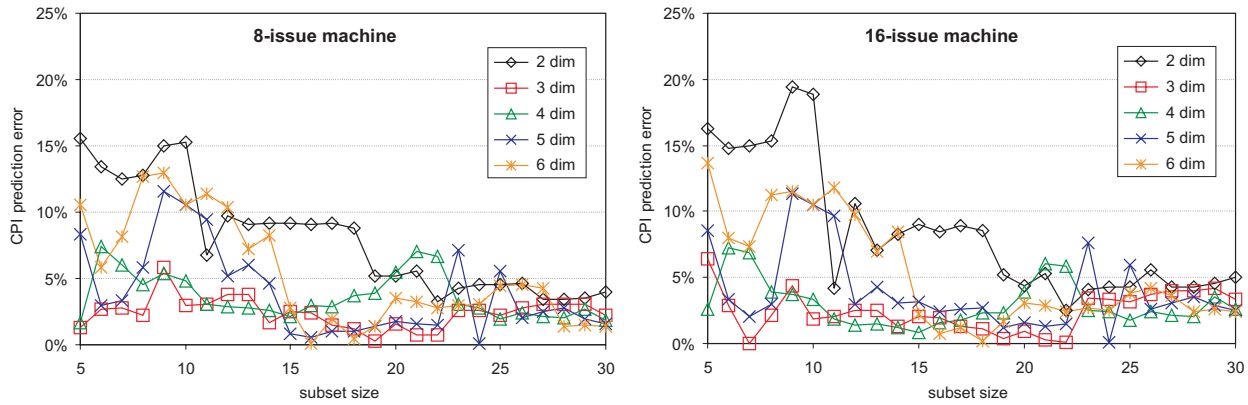 8-issue machine
CPI prediction error
25%
20%
15%
10%
5%
0%
5 10 15 20 25 30
subset size
2 dim
3 dim
4 dim
5 dim
6 dim
16-issue machine
CPI prediction error
25%
20%
15%
10%
5%
0%
5 10 15 20 25 30
subset size
2 dim
3 dim
4 dim
5 dim
6 dim